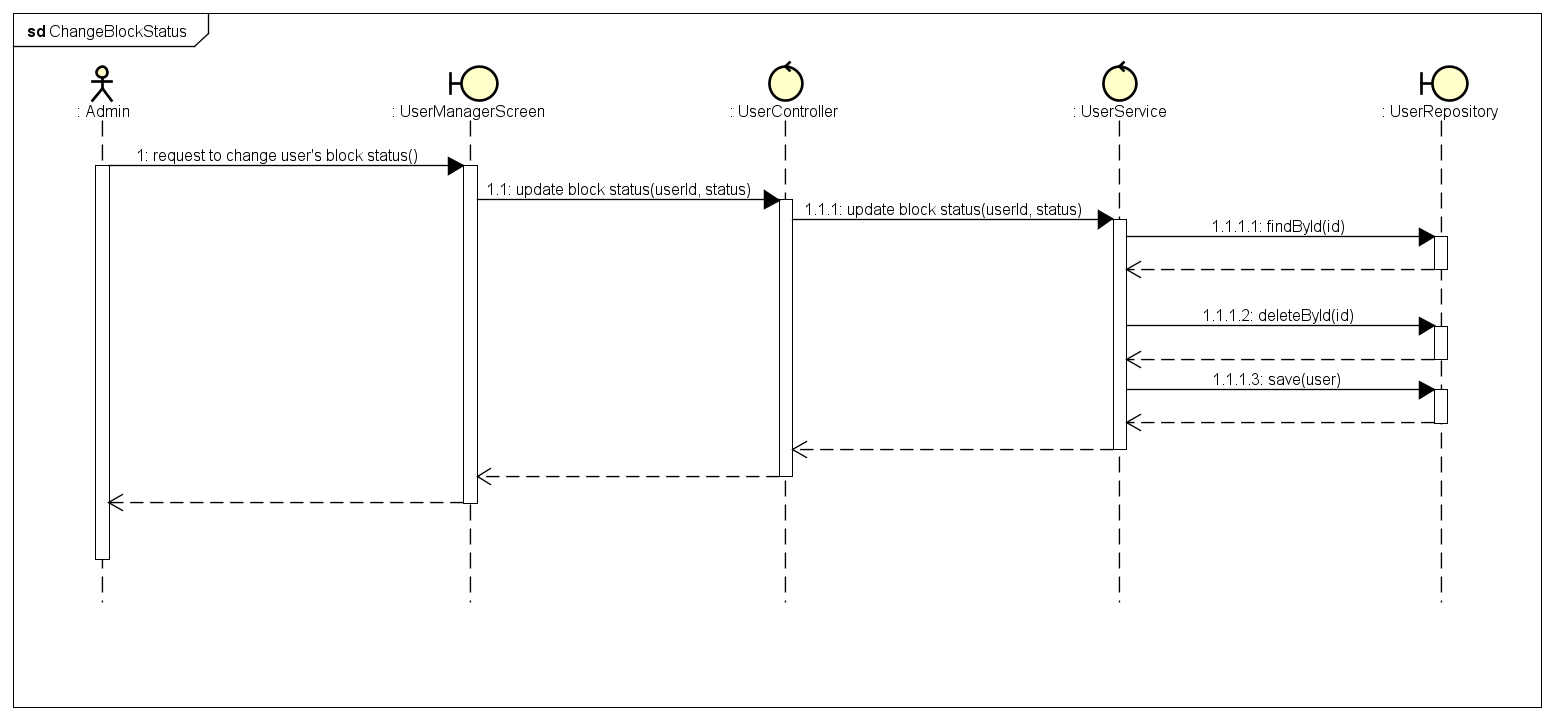 sd ChangeBlockStatus
: Admin
: UserManagerScreen
: UserController
: UserService
: UserRepository
1: request to change user's block status()
1.1: update block status(userId, status)
1.1.1: update block status(userId, status)
1.1.1.1: findById(id)
1.1.1.2: deleteById(id)
1.1.1.3: save(user)